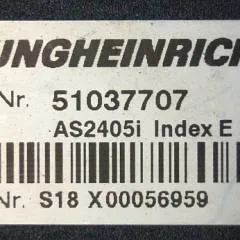 UNGHEINRICH
Nr. 51037707
AS2405i Index E
Nr. S18 X00056959